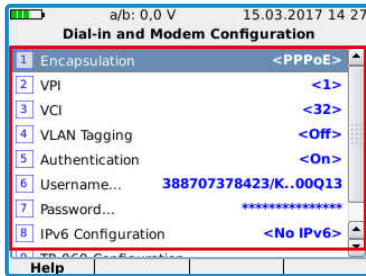 a/b: 0,0 V 15.03.2017 14 27
Dial-in and Modem Configuration
1 Encapsulation <PPPoE>
2 VPI <1>
3 VCI <32>
4 VLAN Tagging <Off>
5 Authentication <On>
6 Username... 388707378423/K..00Q13
7 Password... ***************
8 IPv6 Configuration <No IPv6>
Help